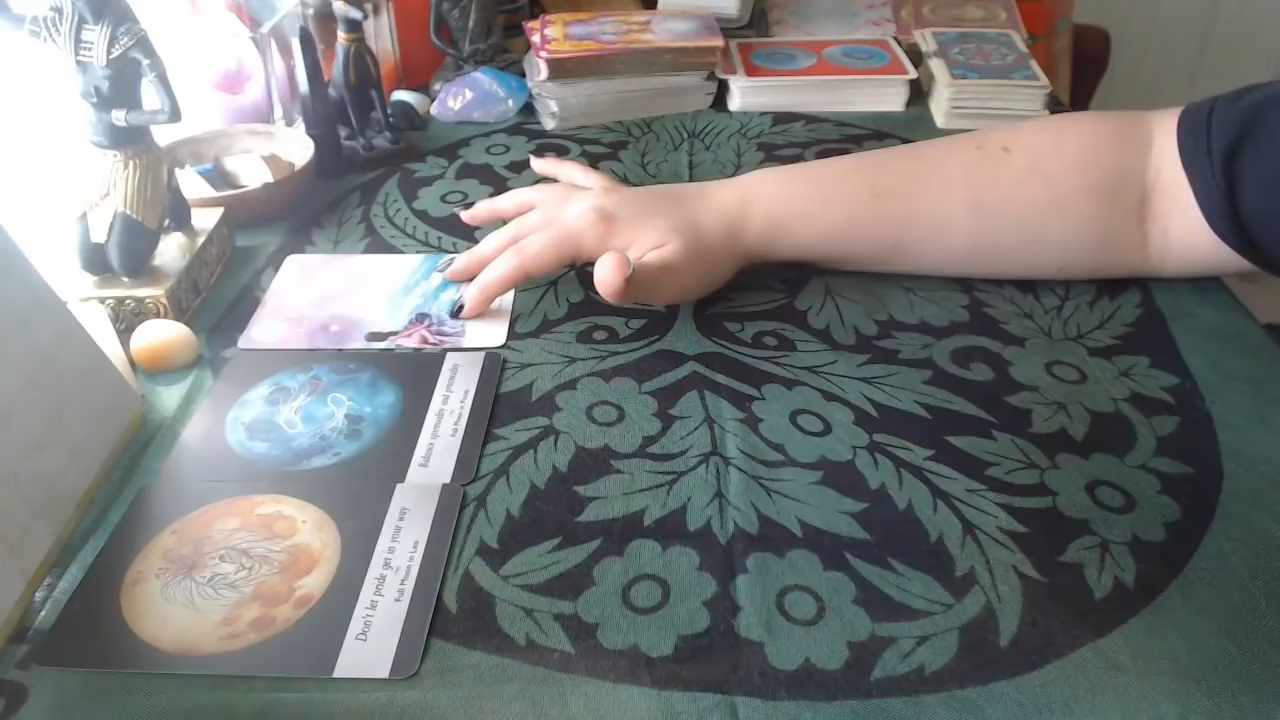 Balance spirituality and practicality
Full Moon in Pisces
Don't let pride get in your way
Full Moon in Leo